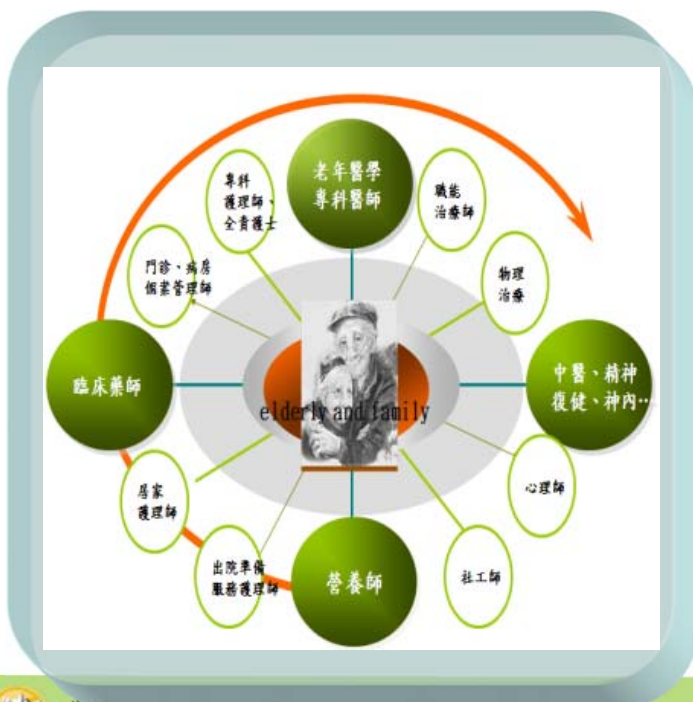 老年醫學
專科醫師
專科
護理師、
全責護士
職能
治療師
門診、病房
個案管理師
物理
治療
臨床藥師
elderly and family
中醫、精神
復健、神內…
居家
護理師
心理師
出院準備
服務護理師
營養師
社工師